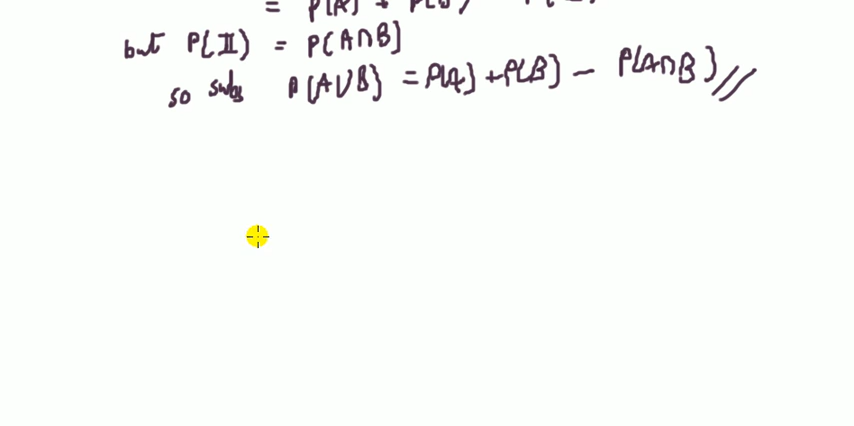 = P[A] + P[B] -
but P[II] = P[A∩B]
so subs P[A∪B] = P[A] + P[B] − P[A∩B] //